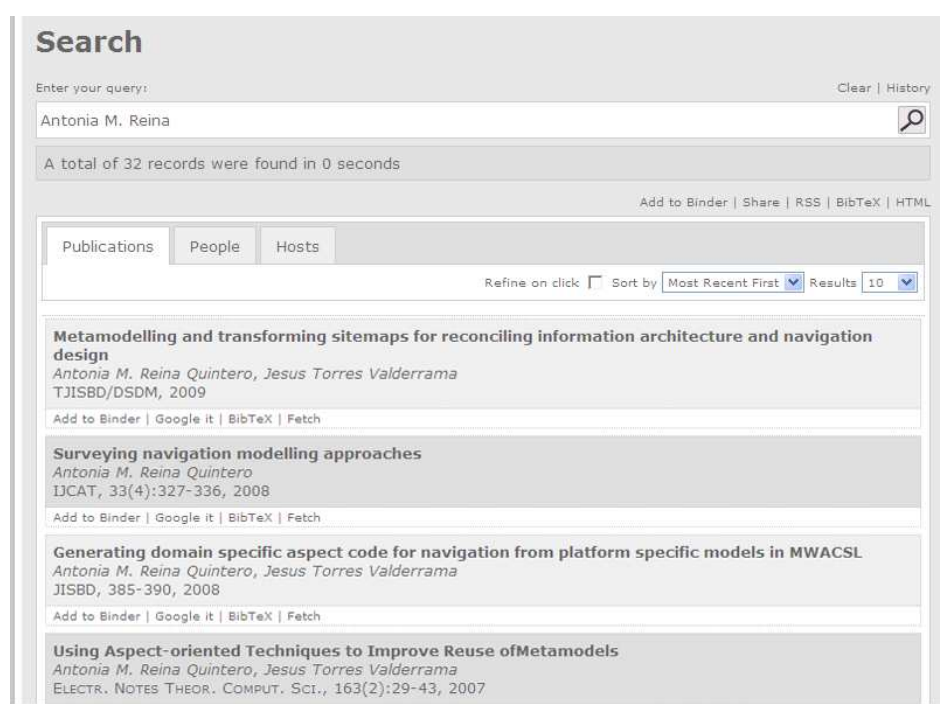 Search
Enter your query:
Clear | History
Antonia M. Reina
A total of 32 records were found in 0 seconds
Add to Binder | Share | RSS | BibTeX | HTML
Publications People Hosts
Refine on click Sort by Most Recent First Results 10
Metamodelling and transforming sitemaps for reconciling information architecture and navigation
design
Antonia M. Reina Quintero, Jesus Torres Valderrama
TJISBD/DSDM, 2009
Add to Binder | Google it | BibTeX | Fetch
Surveying navigation modelling approaches
Antonia M. Reina Quintero
IJCAT, 33(4):327-336, 2008
Add to Binder | Google it | BibTeX | Fetch
Generating domain specific aspect code for navigation from platform specific models in MWACSL
Antonia M. Reina Quintero, Jesus Torres Valderrama
JISBD, 385-390, 2008
Add to Binder | Google it | BibTeX | Fetch
Using Aspect-oriented Techniques to Improve Reuse ofMetamodels
Antonia M. Reina Quintero, Jesus Torres Valderrama
ELECTR. NOTES THEOR. COMPUT. SCI., 163(2):29-43, 2007